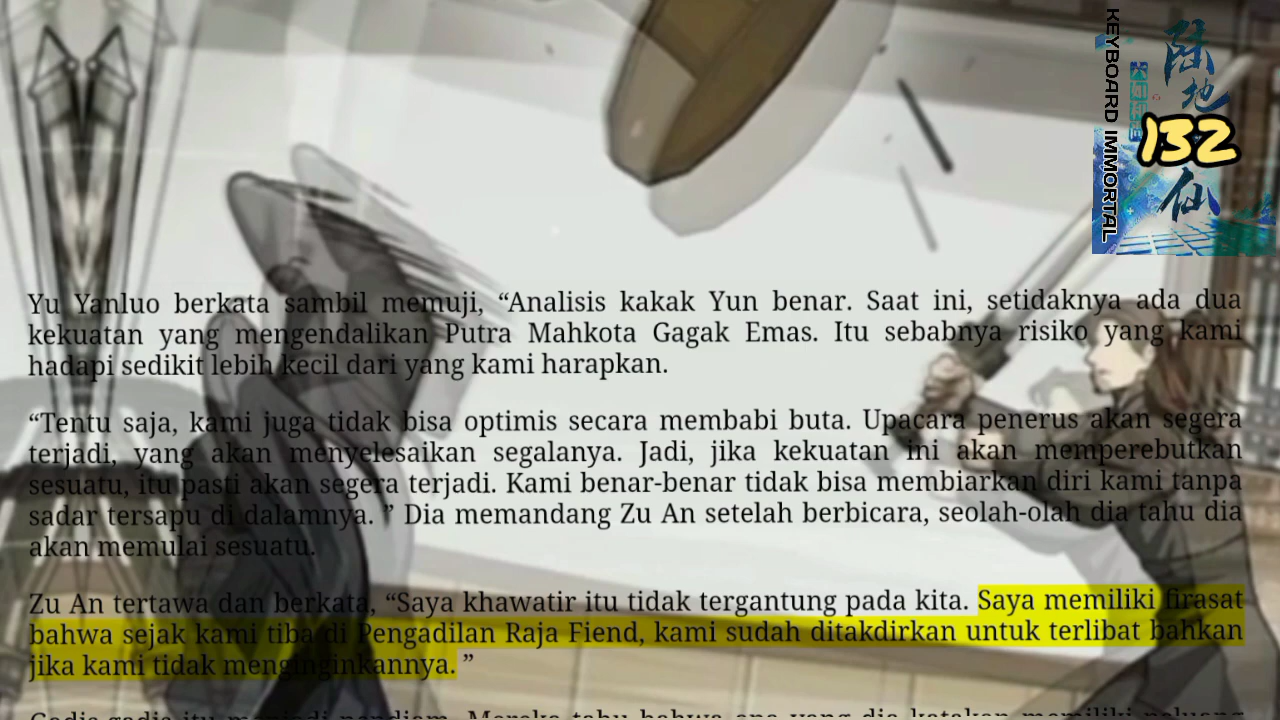 KEYBOARD IMMORTAL
陆地
132
仙
Yu Yanluo berkata sambil memuji, “Analisis kakak Yun benar. Saat ini, setidaknya ada dua
kekuatan yang mengendalikan Putra Mahkota Gagak Emas. Itu sebabnya risiko yang kami
hadapi sedikit lebih kecil dari yang kami harapkan.
“Tentu saja, kami juga tidak bisa optimis secara membabi buta. Upacara penerus akan segera
terjadi, yang akan menyelesaikan segalanya. Jadi, jika kekuatan ini akan memperebutkan
sesuatu, itu pasti akan segera terjadi. Kami benar-benar tidak bisa membiarkan diri kami tanpa
sadar tersapu di dalamnya. ” Dia memandang Zu An setelah berbicara, seolah-olah dia tahu dia
akan memulai sesuatu.
Zu An tertawa dan berkata, “Saya khawatir itu tidak tergantung pada kita. Saya memiliki firasat
bahwa sejak kami tiba di Pengadilan Raja Fiend, kami sudah ditakdirkan untuk terlibat bahkan
jika kami tidak menginginkannya. ”